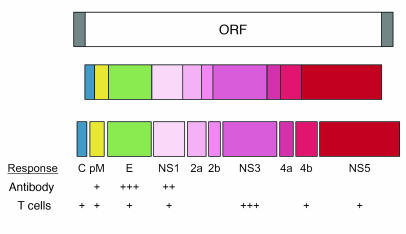 ORF
Response C pM E NS1 2a 2b NS3 4a 4b NS5
Antibody + +++ ++
T cells + + + + +++ + +